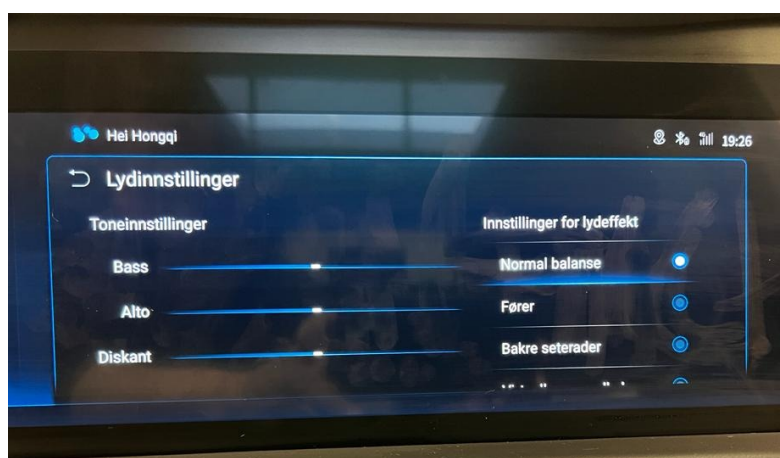 Hei Hongqi
19:26
Lydinnstillinger
Toneinnstillinger
Bass
Alto
Diskant
Innstillinger for lydeffekt
Normal balanse
Fører
Bakre seterader